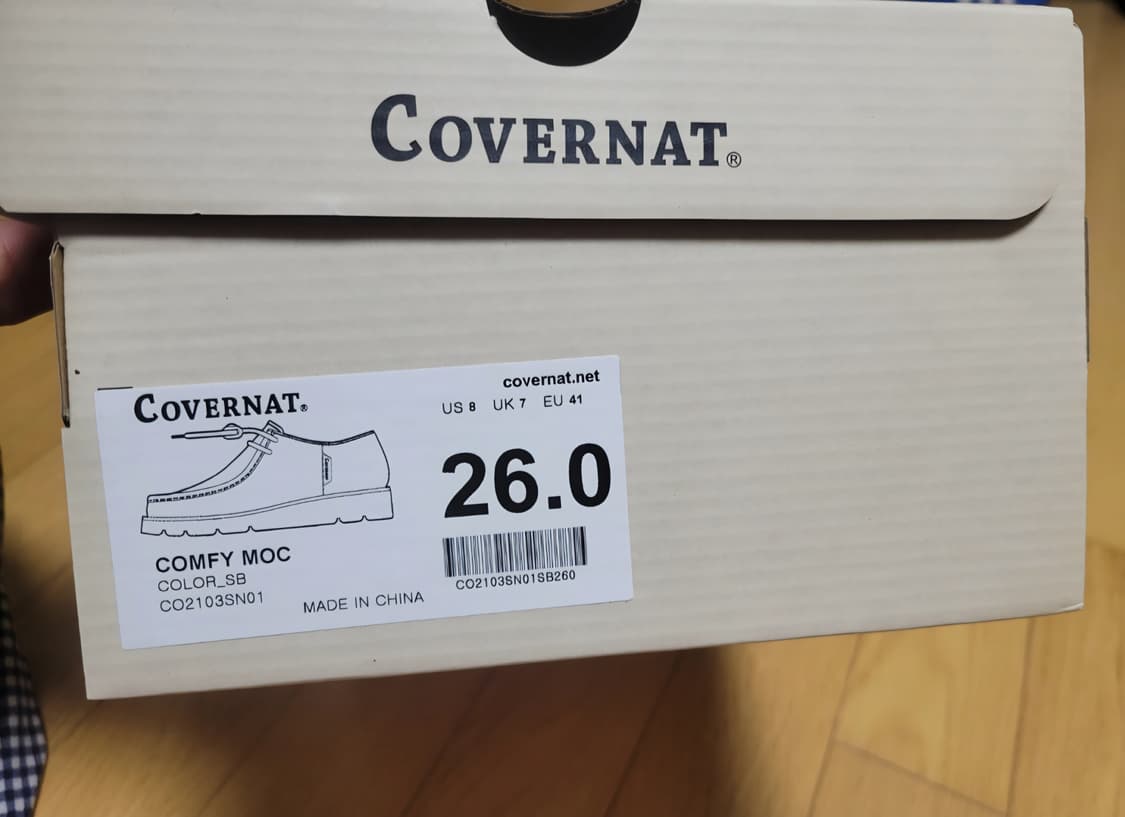 COVERNAT®
COVERNAT®
covernat.net
US 8 UK 7 EU 41
26.0
CO2103SN01SB260
COMFY MOC
COLOR_SB
CO2103SN01
MADE IN CHINA